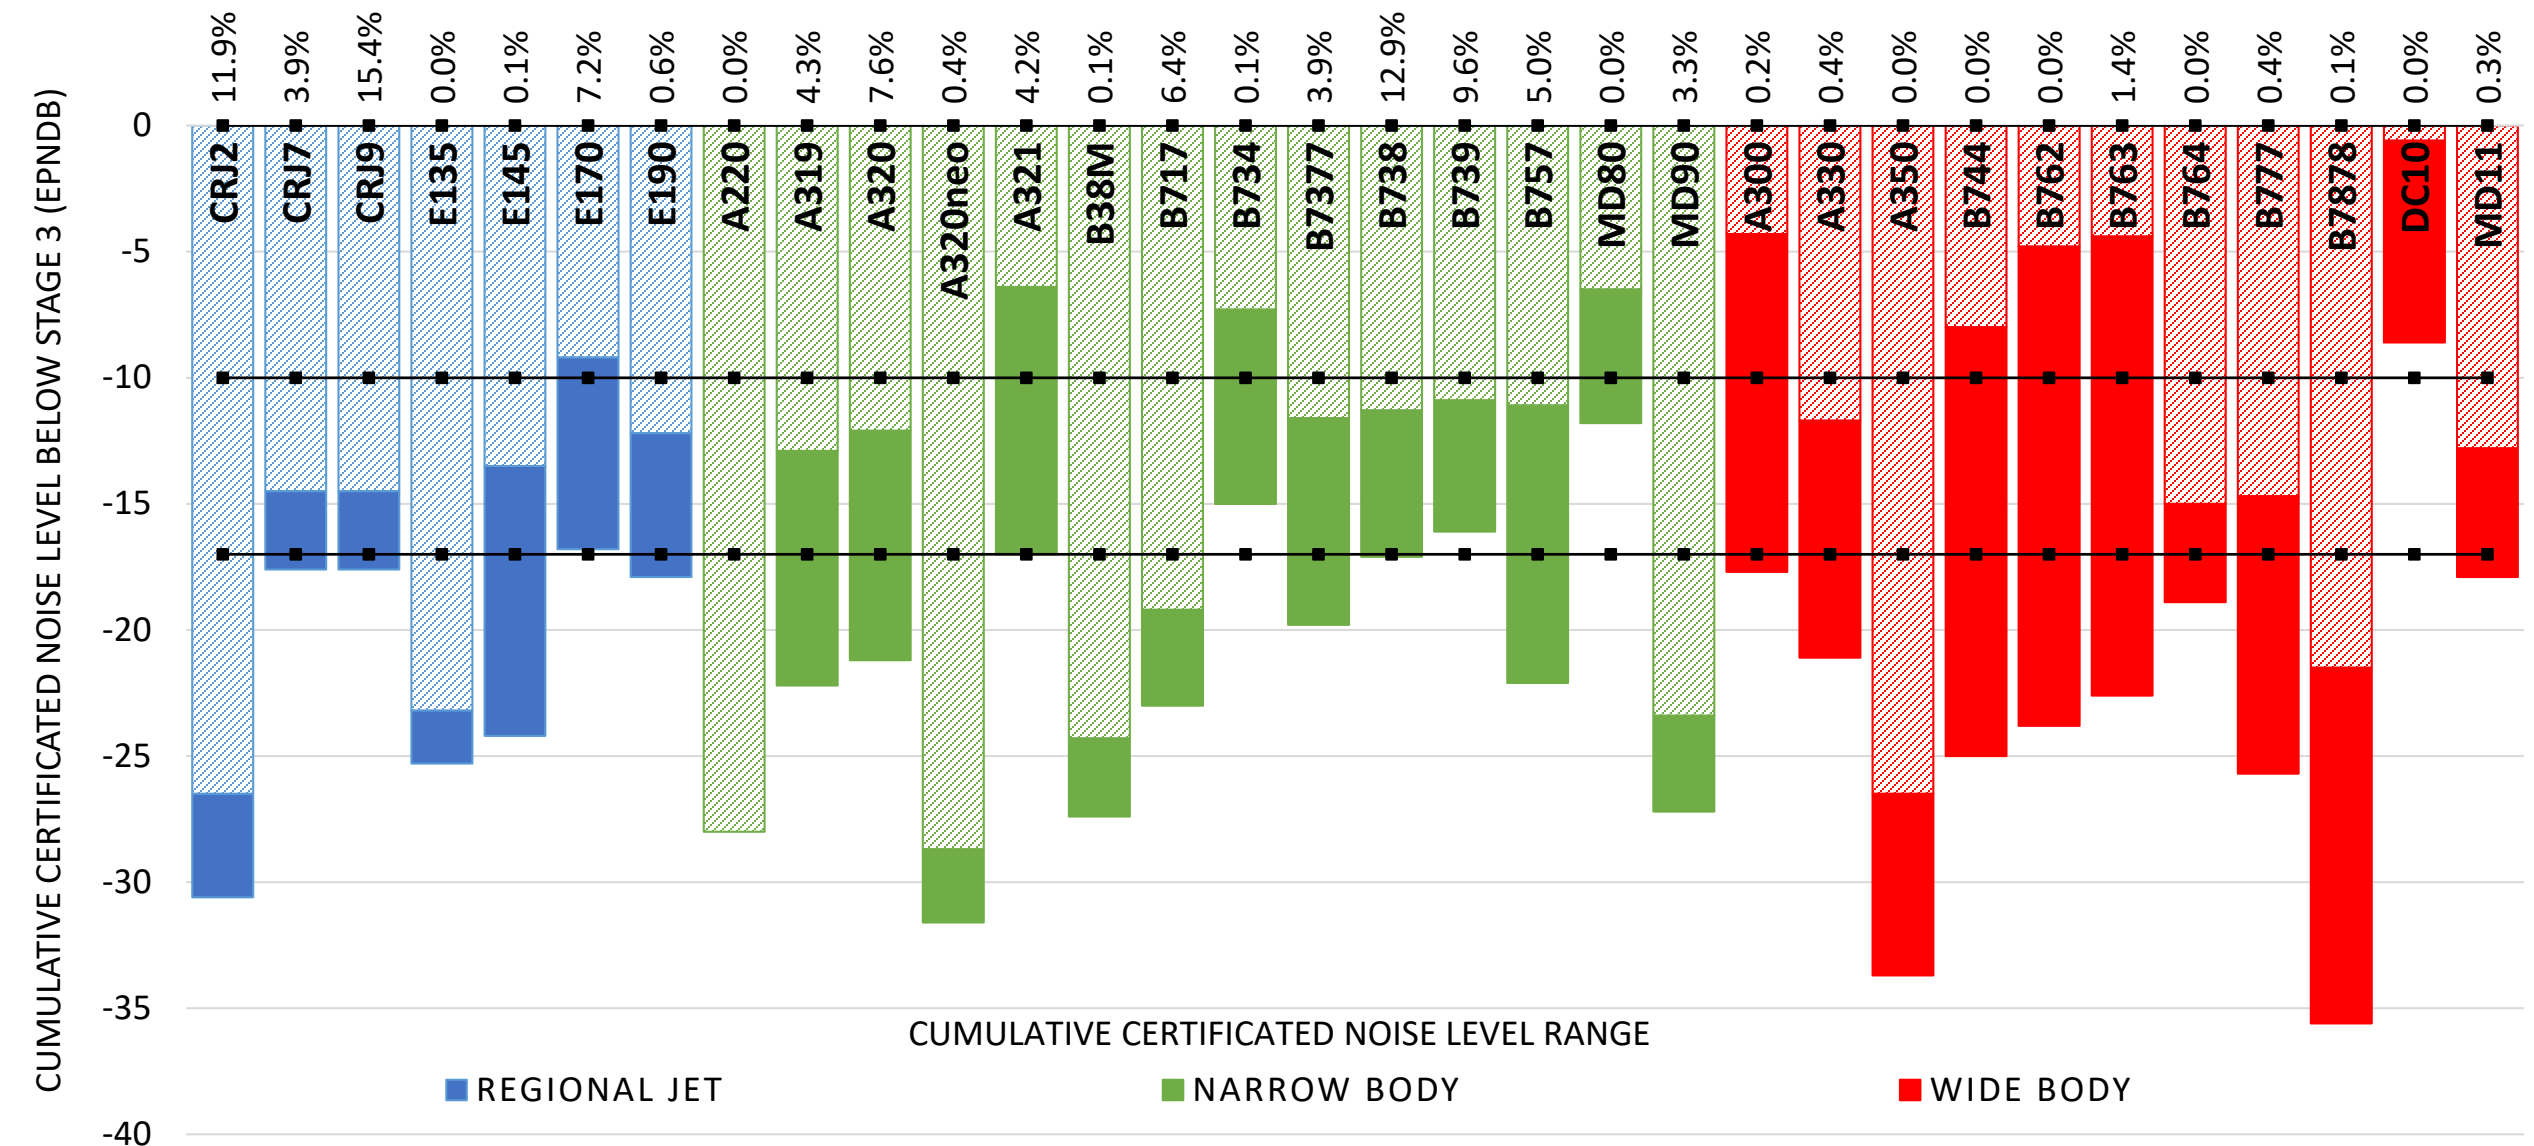 11.9%
3.9%
15.4%
0.0%
0.1%
7.2%
0.6%
0.0%
4.3%
7.6%
0.4%
4.2%
0.1%
6.4%
0.1%
3.9%
12.9%
9.6%
5.0%
0.0%
3.3%
0.2%
0.4%
0.0%
0.0%
0.0%
1.4%
0.0%
0.4%
0.1%
0.0%
0.3%
CUMULATIVE CERTIFICATED NOISE LEVEL BELOW STAGE 3 (EPNDB)
0
-5
-10
-15
-20
-25
-30
-35
-40
CRJ2
CRJ7
CRJ9
E135
E145
E170
E190
A220
A319
A320
A320neo
A321
B38M
B717
B734
B7377
B738
B739
B757
MD80
MD90
A300
A330
A350
B744
B762
B763
B764
B777
B7878
DC10
MD11
CUMULATIVE CERTIFICATED NOISE LEVEL RANGE
REGIONAL JET
NARROW BODY
WIDE BODY